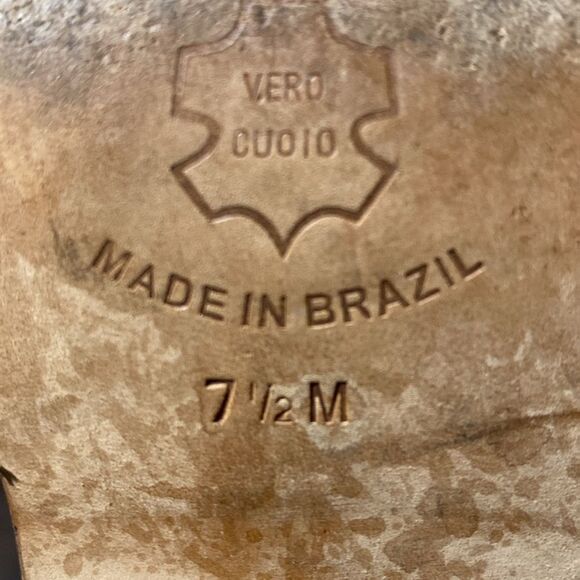 VERO
CUOIO
MADE IN BRAZIL
7 1/2 M